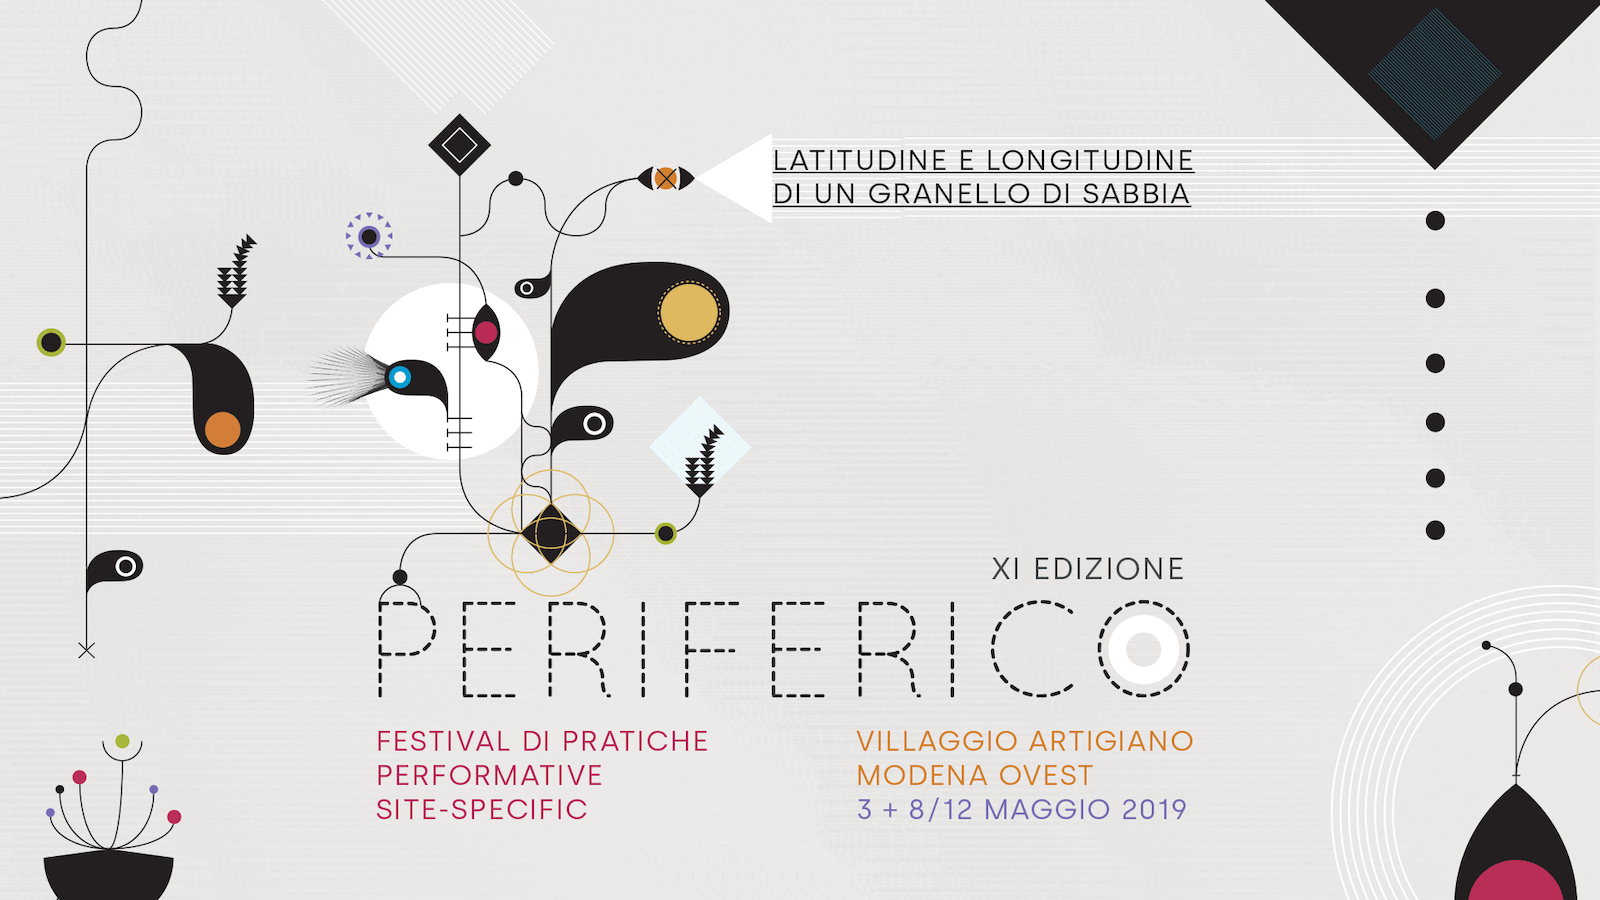 LATITUDINE E LONGITUDINE
DI UN GRANELLO DI SABBIA
XI EDIZIONE
PERIFERICO
FESTIVAL DI PRATICHE
PERFORMATIVE
SITE-SPECIFIC
VILLAGGIO ARTIGIANO
MODENA OVEST
3 + 8/12 MAGGIO 2019